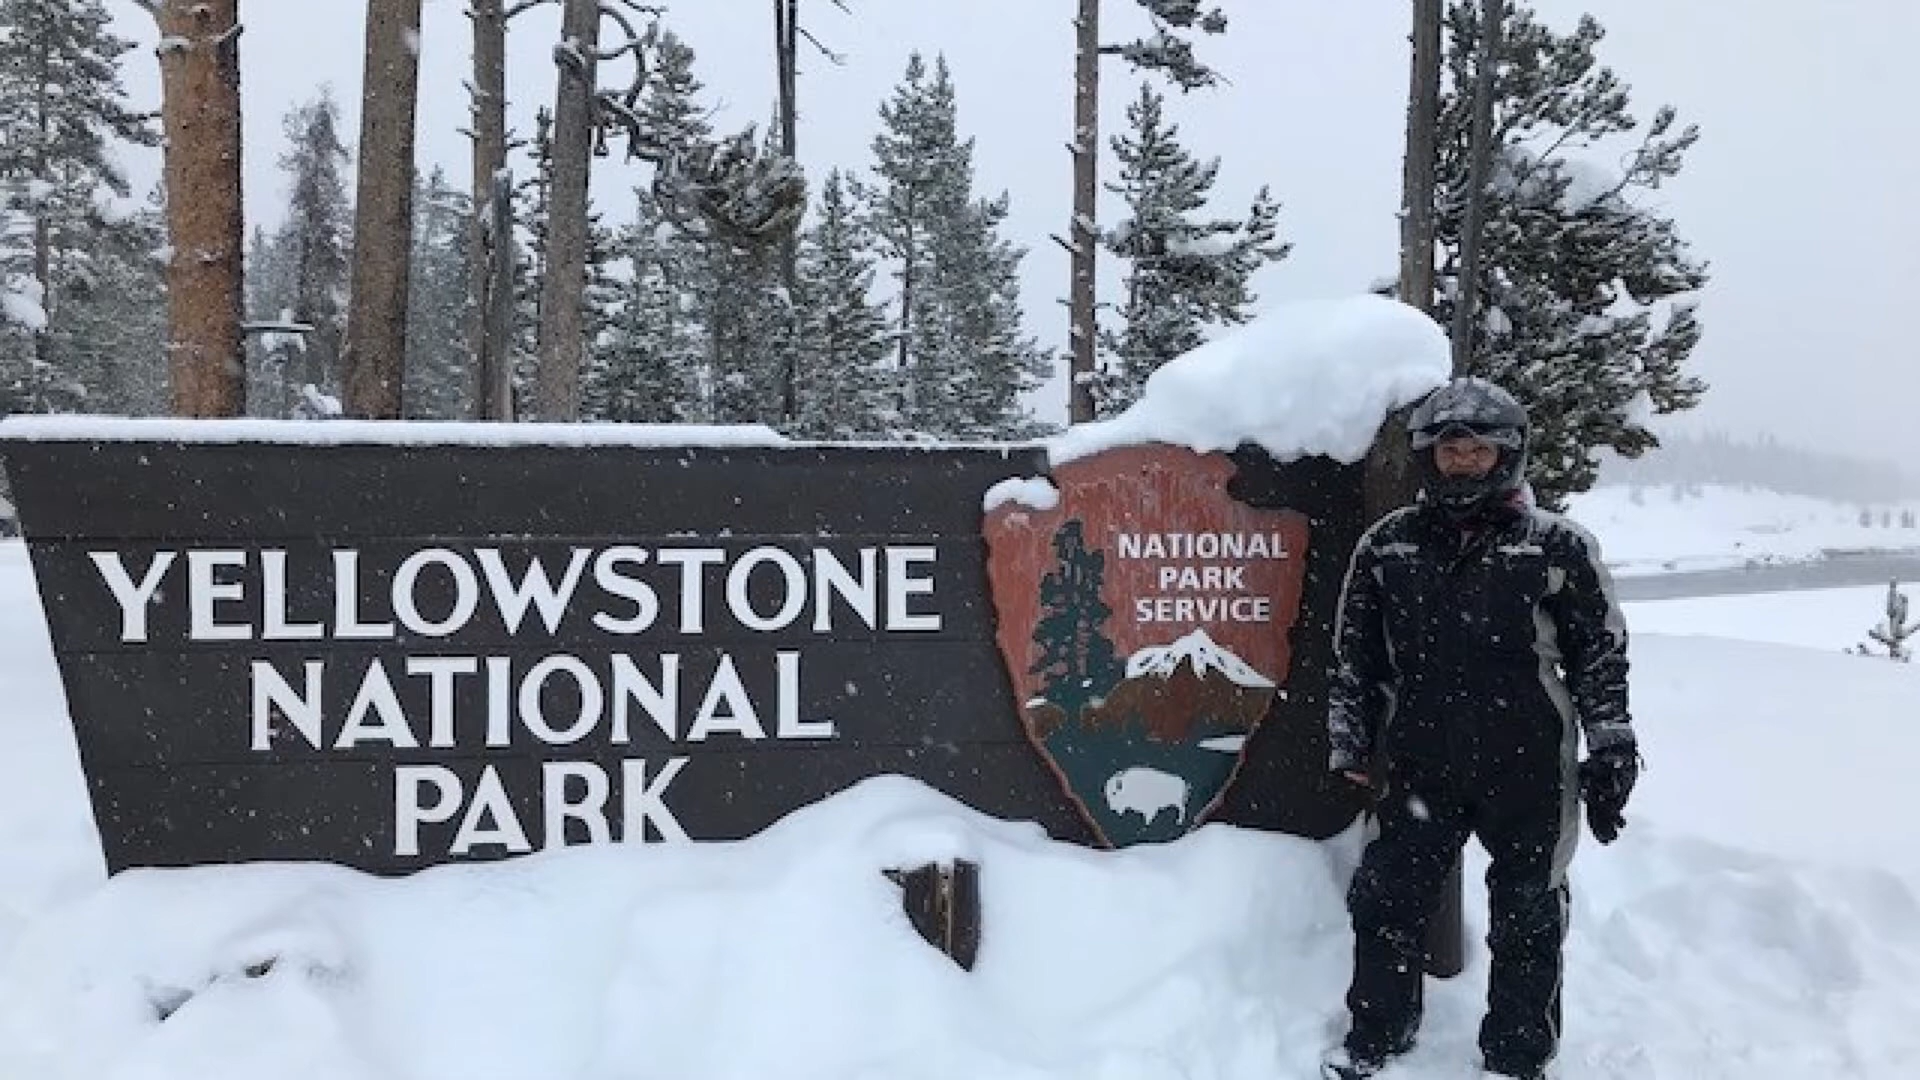 YELLOWSTONE
NATIONAL
PARK
NATIONAL
PARK
SERVICE